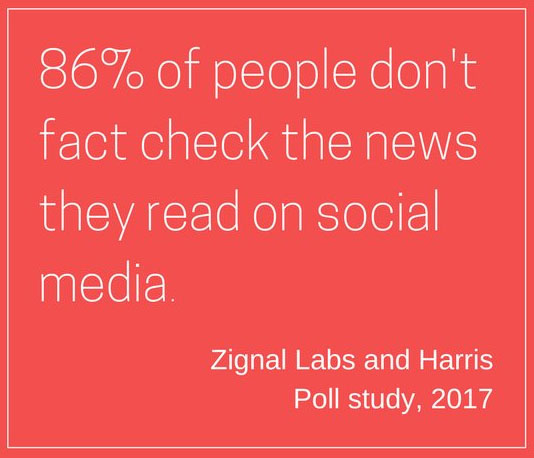 86% of people don't
fact check the news
they read on social
media.
Zignal Labs and Harris
Poll study, 2017